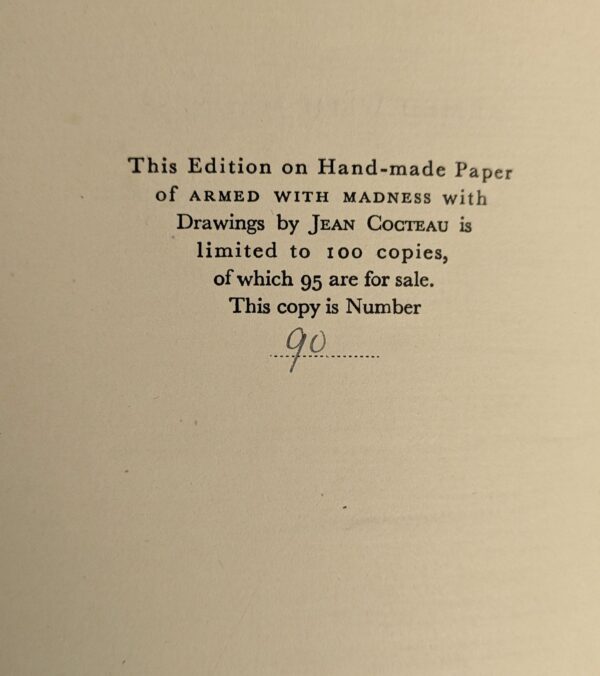 This Edition on Hand-made Paper
of ARMED WITH MADNESS with
Drawings by JEAN COCTEAU is
limited to 100 copies,
of which 95 are for sale.
This copy is Number
90